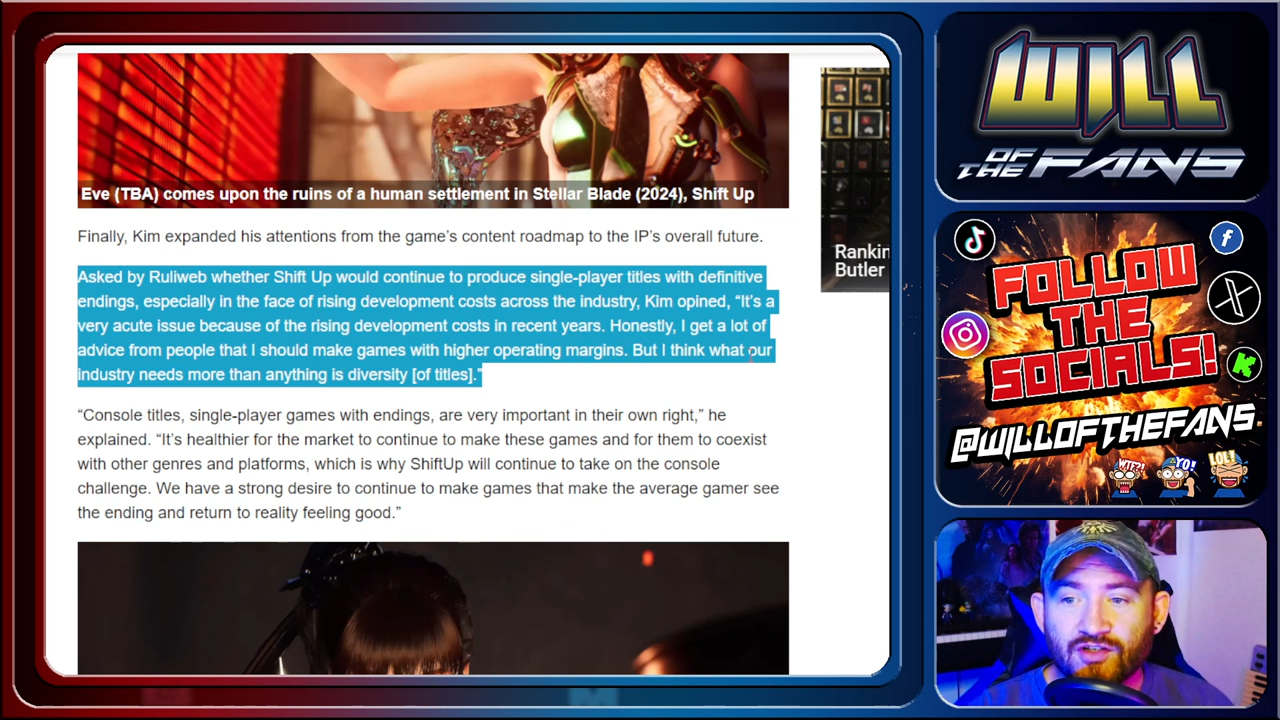 Eve (TBA) comes upon the ruins of a human settlement in Stellar Blade (2024), Shift Up
Finally, Kim expanded his attentions from the game's content roadmap to the IP's overall future.
Asked by Ruliweb whether Shift Up would continue to produce single-player titles with definitive
endings, especially in the face of rising development costs across the industry, Kim opined, “It's a
very acute issue because of the rising development costs in recent years. Honestly, I get a lot of
advice from people that I should make games with higher operating margins. But I think what our
industry needs more than anything is diversity [of titles].”
“Console titles, single-player games with endings, are very important in their own right,” he
explained. “It's healthier for the market to continue to make these games and for them to coexist
with other genres and platforms, which is why ShiftUp will continue to take on the console
challenge. We have a strong desire to continue to make games that make the average gamer see
the ending and return to reality feeling good.”
Rankin
Butler
WILL
OF THE FANS
FOLLOW
THE
SOCIALS!
@WILLOFTHEFANS
WTF?!
YO!
LOL!